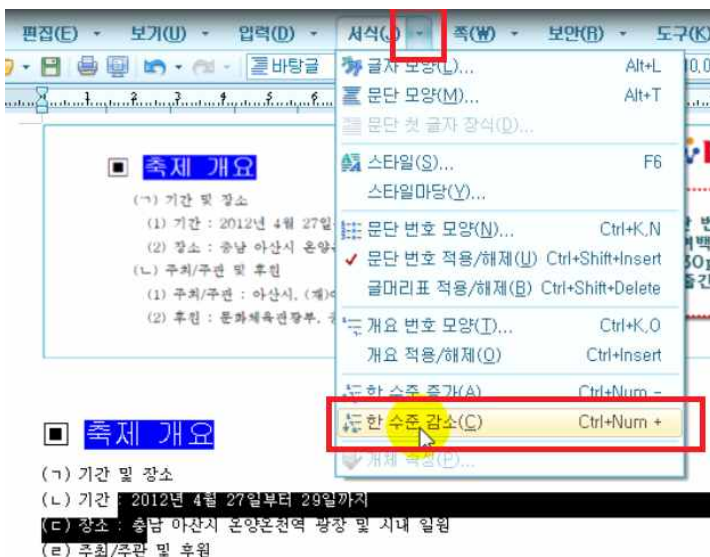 편집(E) 보기(U) 입력(D) 서식(J) 쪽(W) 보안(R) 도구(K)
바탕글
1 2 3 4 5 6
글자 모양(L)... Alt+L
문단 모양(M)... Alt+T
문단 첫 글자 장식(D)...
스타일(S)... F6
스타일마당(Y)...
문단 번호 모양(N)... Ctrl+K,N
문단 번호 적용/해제(U) Ctrl+Shift+Insert
글머리표 적용/해제(B) Ctrl+Shift+Delete
개요 번호 모양(T)... Ctrl+K,O
개요 적용/해제(O) Ctrl+Insert
한 수준 증가(A) Ctrl+Num -
한 수준 감소(C) Ctrl+Num +
개체 속성(P)...
축제 개요
(ㄱ) 기간 및 장소
(1) 기간 : 2012년 4월 27일
(2) 장소 : 충남 아산시 온양
(ㄴ) 주최/주관 및 후원
(1) 주최/주관 : 아산시, (재)
(2) 후원 : 문화체육관광부,
축제 개요
(ㄱ) 기간 및 장소
(ㄴ) 기간 : 2012년 4월 27일부터 29일까지
(ㄷ) 장소 : 충남 아산시 온양온천역 광장 및 시내 일원
(ㄹ) 주최/주관 및 후원